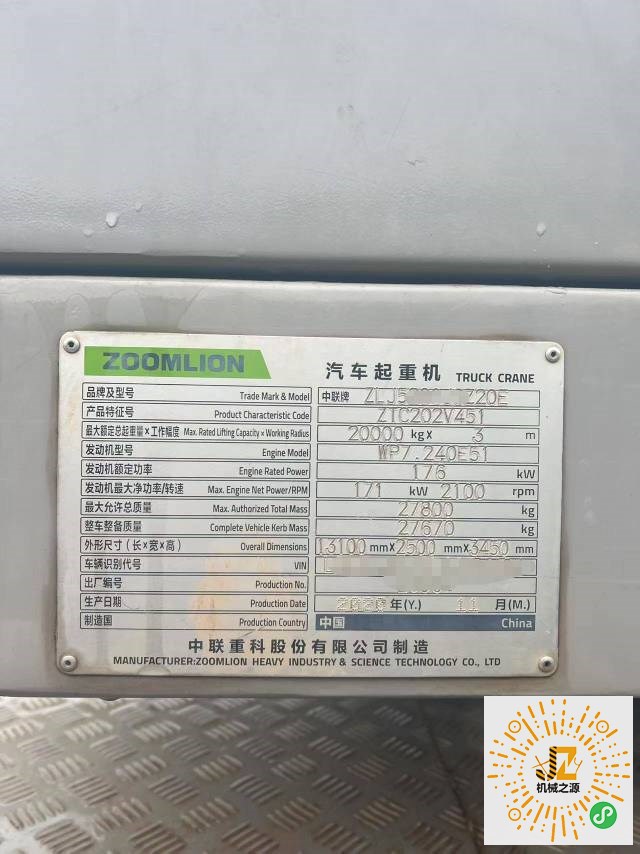 ZOOMLION
汽车起重机 TRUCK CRANE
品牌及型号 Trade Mark & Model 中联牌
产品特征号 Product Characteristic Code ZTC202V451
最大额定总起重量×工作幅度 Max. Rated Lifting Capacity × Working Radius 20000 kg× 3 m
发动机型号 Engine Model WP7.240E51
发动机额定功率 Engine Rated Power 176 kW
发动机最大净功率/转速 Max. Engine Net Power/RPM 171 kW 2100 rpm
最大允许总质量 Max. Authorized Total Mass 27800 kg
整车整备质量 Complete Vehicle Kerb Mass 27670 kg
外形尺寸（长×宽×高） Overall Dimensions 13100 mm×2500 mm×3450 mm
车辆识别代号 VIN
出厂编号 Production No.
生产日期 Production Date 2020 年(Y.) 11 月(M.)
制造国 Production Country 中国 China
中联重科股份有限公司制造
MANUFACTURER:ZOOMLION HEAVY INDUSTRY & SCIENCE TECHNOLOGY CO., LTD
JZ
机械之源